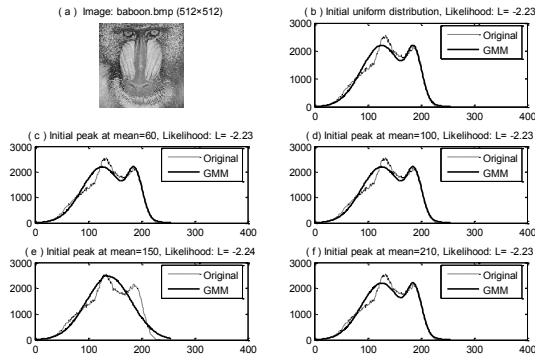 ( a ) Image: baboon.bmp (512×512)
( b ) Initial uniform distribution, Likelihood: L= -2.23
3000
2000
1000
0
0 100 200 300 400
Original
GMM
( c ) Initial peak at mean=60, Likelihood: L= -2.23
3000
2000
1000
0
0 100 200 300 400
Original
GMM
( d ) Initial peak at mean=100, Likelihood: L= -2.23
3000
2000
1000
0
0 100 200 300 400
Original
GMM
( e ) Initial peak at mean=150, Likelihood: L= -2.24
3000
2000
1000
0
0 100 200 300 400
Original
GMM
( f ) Initial peak at mean=210, Likelihood: L= -2.23
3000
2000
1000
0
0 100 200 300 400
Original
GMM